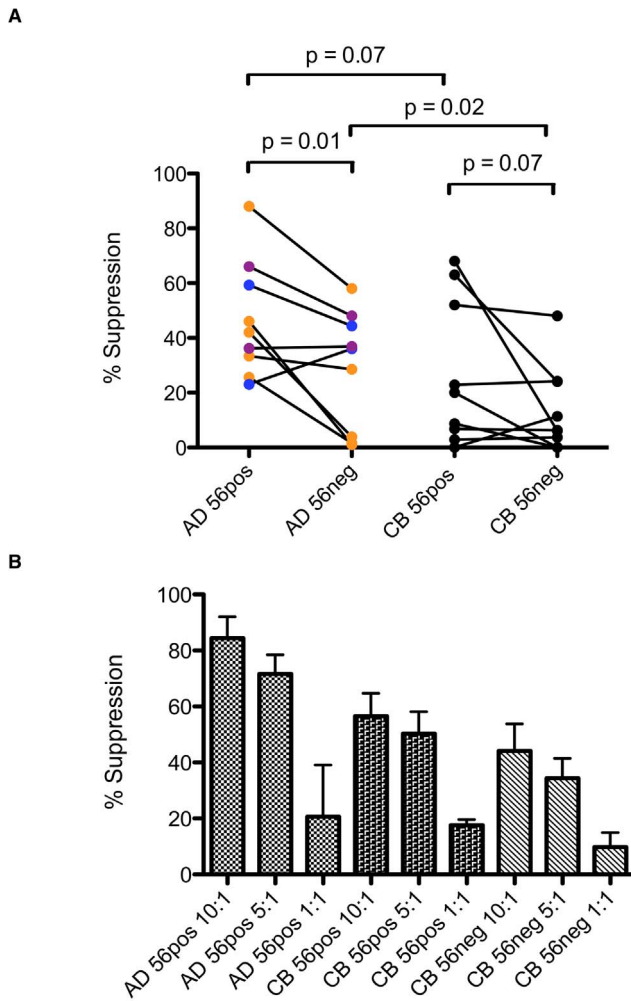 A
p = 0.07
p = 0.02
p = 0.01
p = 0.07
100
80
60
40
20
0
% Suppression
AD 56pos
AD 56neg
CB 56pos
CB 56neg
B
100
80
60
40
20
0
% Suppression
AD 56pos 10:1
AD 56pos 5:1
AD 56pos 1:1
CB 56pos 10:1
CB 56pos 5:1
CB 56pos 1:1
CB 56neg 10:1
CB 56neg 5:1
CB 56neg 1:1